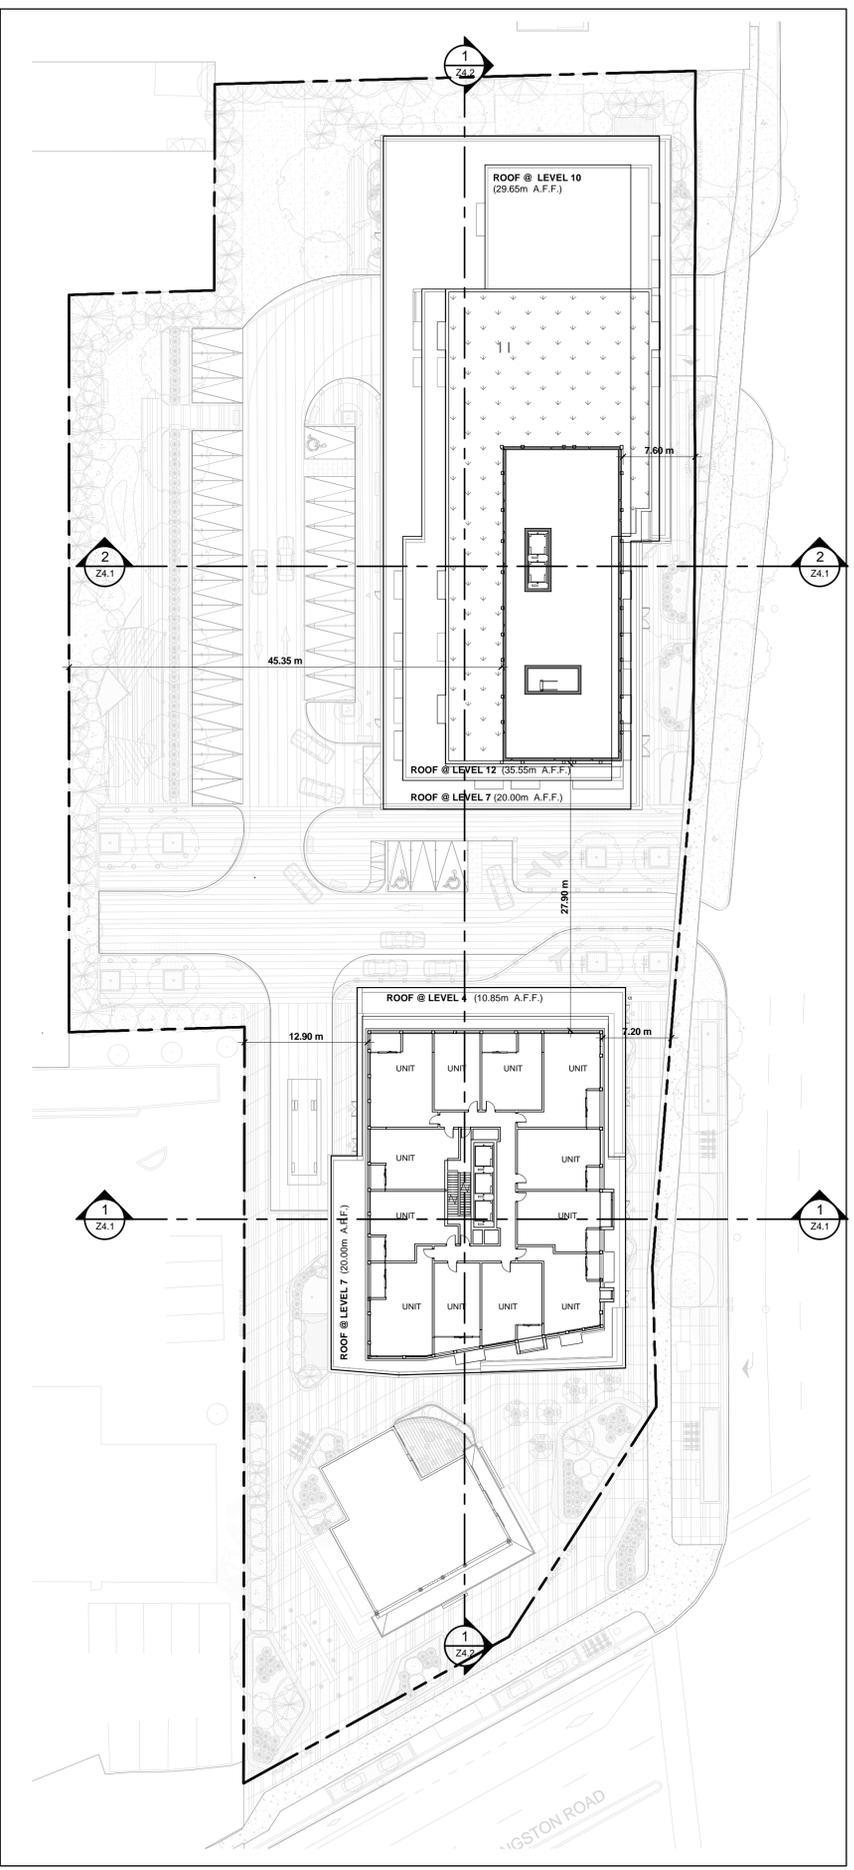 1
Z4.2
ROOF @ LEVEL 10
(29.65m A.F.F.)
7.60 m
2
Z4.1
2
Z4.1
45.35 m
ROOF @ LEVEL 12 (35.55m A.F.F.)
ROOF @ LEVEL 7 (20.00m A.F.F.)
27.90 m
ROOF @ LEVEL 4 (10.85m A.F.F.)
12.90 m
7.20 m
UNIT UNIT UNIT UNIT
UNIT UNIT
1
Z4.1
UNIT UNIT
1
Z4.1
ROOF @ LEVEL 7 (20.00m A.F.F.)
UNIT UNIT UNIT UNIT
1
Z4.2
NGSTON ROAD